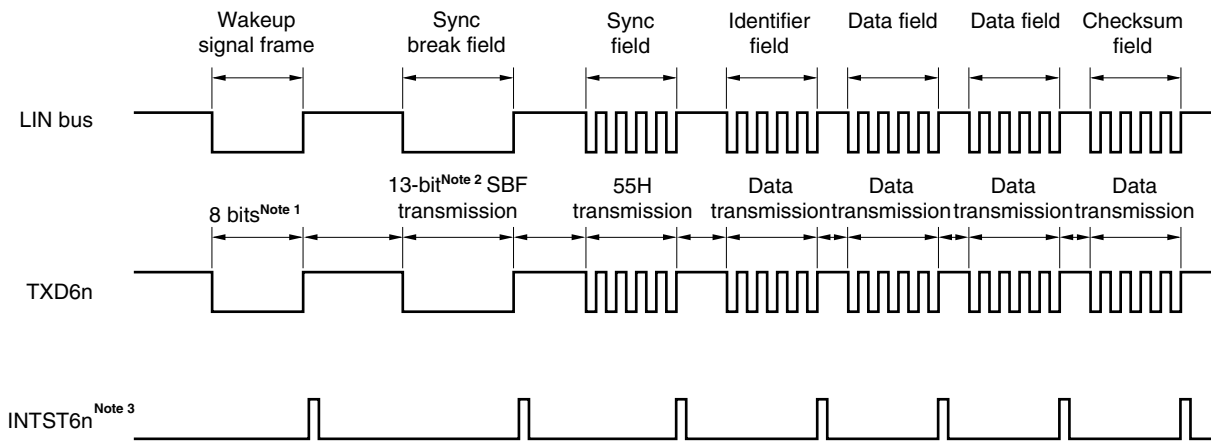 Wakeup
signal frame
Sync
break field
Sync
field
Identifier
field
Data field
Data field
Checksum
field
LIN bus
8 bitsNote 1
13-bitNote 2 SBF
transmission
55H
transmission
Data
transmission
Data
transmission
Data
transmission
Data
transmission
TXD6n
INTST6nNote 3